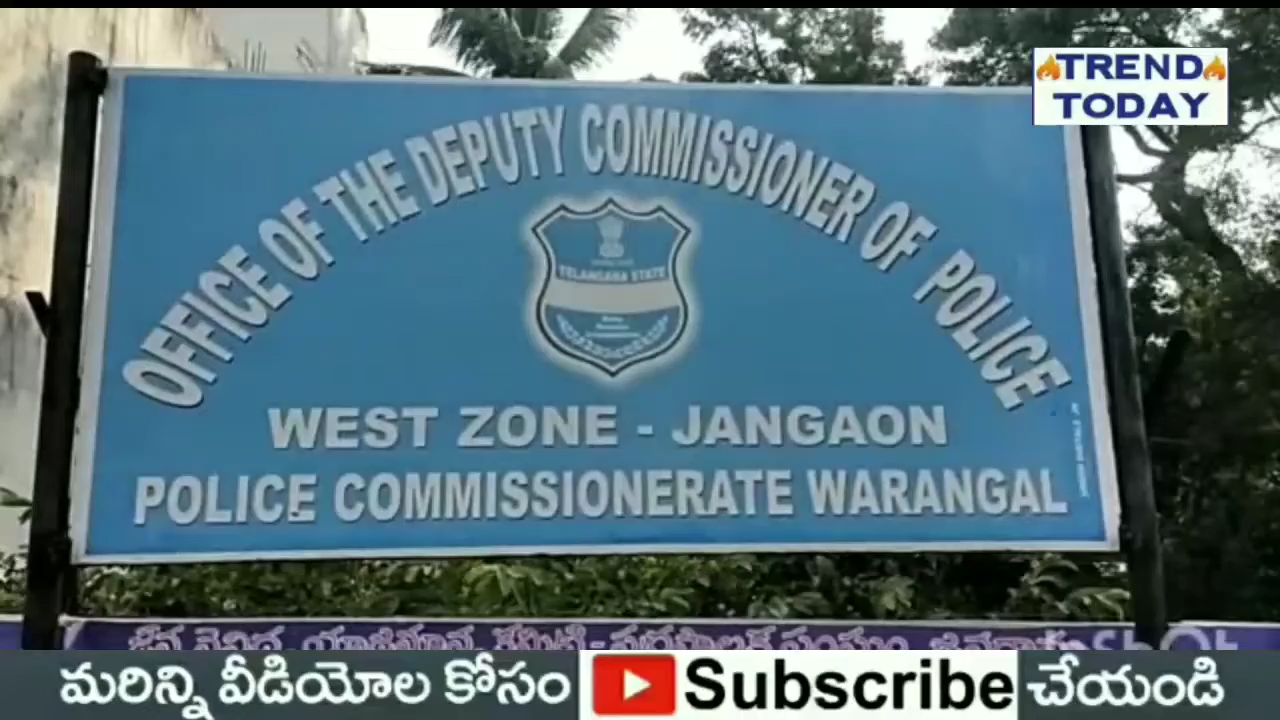 TREND
TODAY
OFFICE OF THE DEPUTY COMMISSIONER OF POLICE
TELANGANA STATE
WEST ZONE - JANGAON
POLICE COMMISSIONERATE WARANGAL
మరిన్ని వీడియోల కోసం Subscribe చేయండి